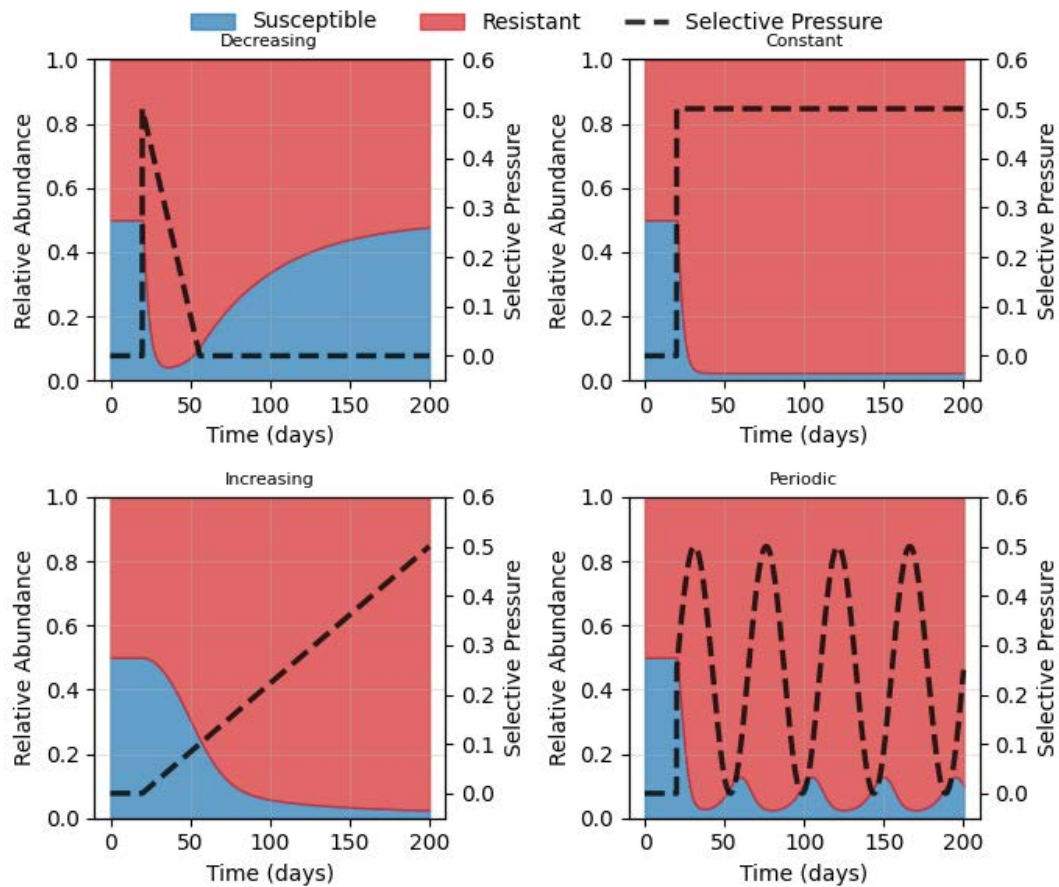 Susceptible Resistant Selective Pressure
Decreasing
1.0
0.8
0.6
0.4
0.2
0.0
Relative Abundance
0.6
0.5
0.4
0.3
0.2
0.1
0.0
Selective Pressure
0 50 100 150 200
Time (days)
Constant
1.0
0.8
0.6
0.4
0.2
0.0
Relative Abundance
0.6
0.5
0.4
0.3
0.2
0.1
0.0
Selective Pressure
0 50 100 150 200
Time (days)
Increasing
1.0
0.8
0.6
0.4
0.2
0.0
Relative Abundance
0.6
0.5
0.4
0.3
0.2
0.1
0.0
Selective Pressure
0 50 100 150 200
Time (days)
Periodic
1.0
0.8
0.6
0.4
0.2
0.0
Relative Abundance
0.6
0.5
0.4
0.3
0.2
0.1
0.0
Selective Pressure
0 50 100 150 200
Time (days)